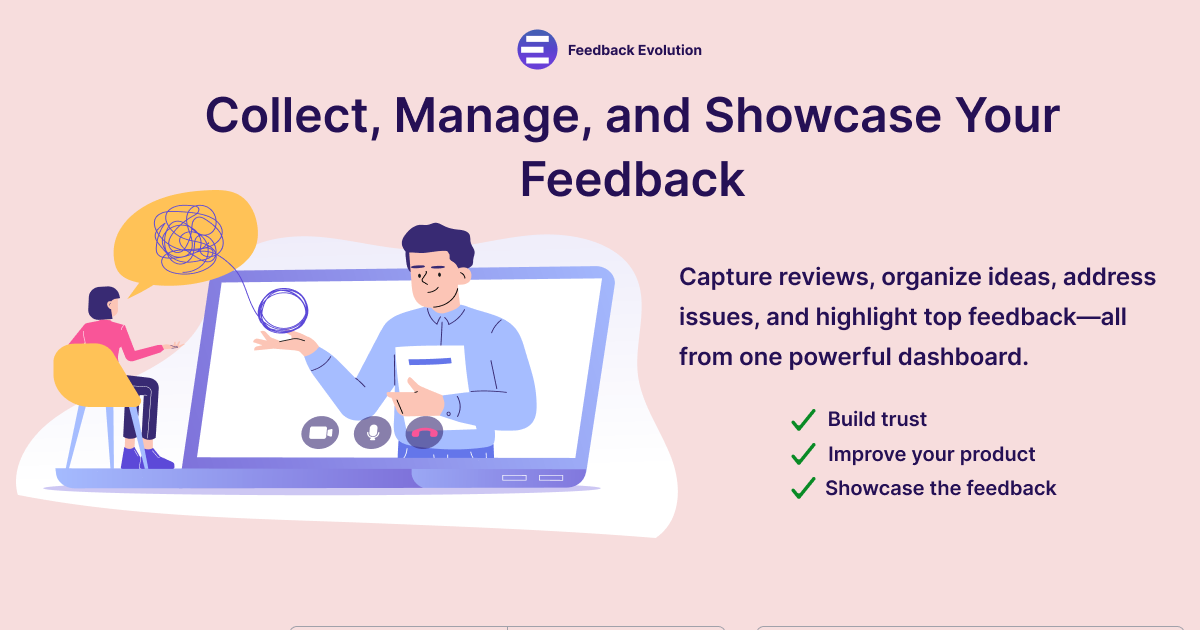 Feedback Evolution
Collect, Manage, and Showcase Your
Feedback
Capture reviews, organize ideas, address
issues, and highlight top feedback—all
from one powerful dashboard.
Build trust
Improve your product
Showcase the feedback